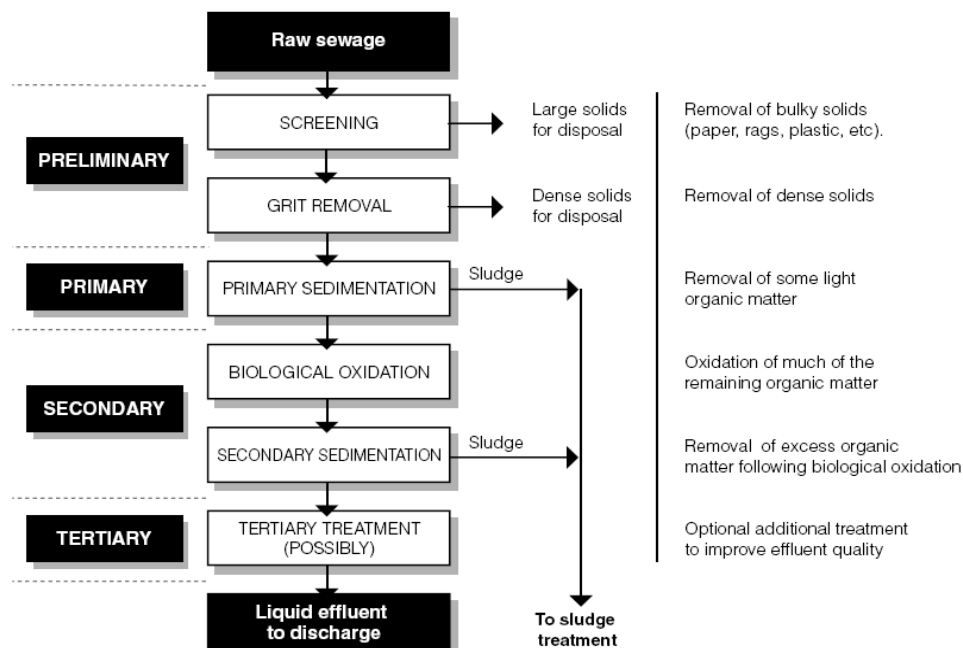 Raw sewage
PRELIMINARY
SCREENING
Large solids
for disposal
Removal of bulky solids
(paper, rags, plastic, etc).
GRIT REMOVAL
Dense solids
for disposal
Removal of dense solids
PRIMARY
PRIMARY SEDIMENTATION
Sludge
Removal of some light
organic matter
SECONDARY
BIOLOGICAL OXIDATION
Oxidation of much of the
remaining organic matter
SECONDARY SEDIMENTATION
Sludge
Removal of excess organic
matter following biological oxidation
TERTIARY
TERTIARY TREATMENT
(POSSIBLY)
Optional additional treatment
to improve effluent quality
Liquid effluent
to discharge
To sludge
treatment